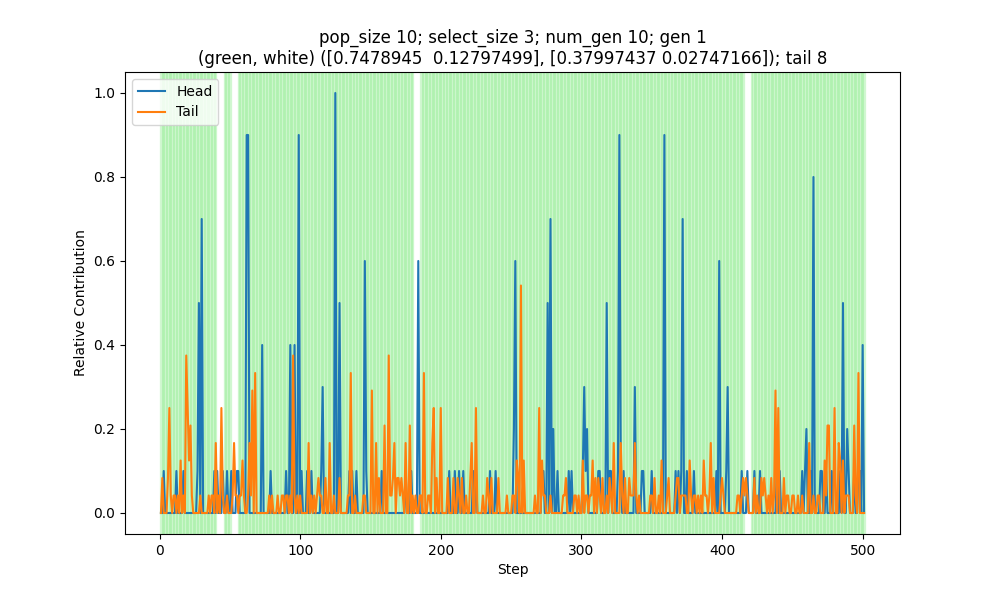 pop_size 10; select_size 3; num_gen 10; gen 1
(green, white) ([0.7478945  0.12797499], [0.37997437 0.02747166]); tail 8
Head
Tail
1.0
0.8
0.6
0.4
0.2
0.0
Relative Contribution
0
100
200
300
400
500
Step